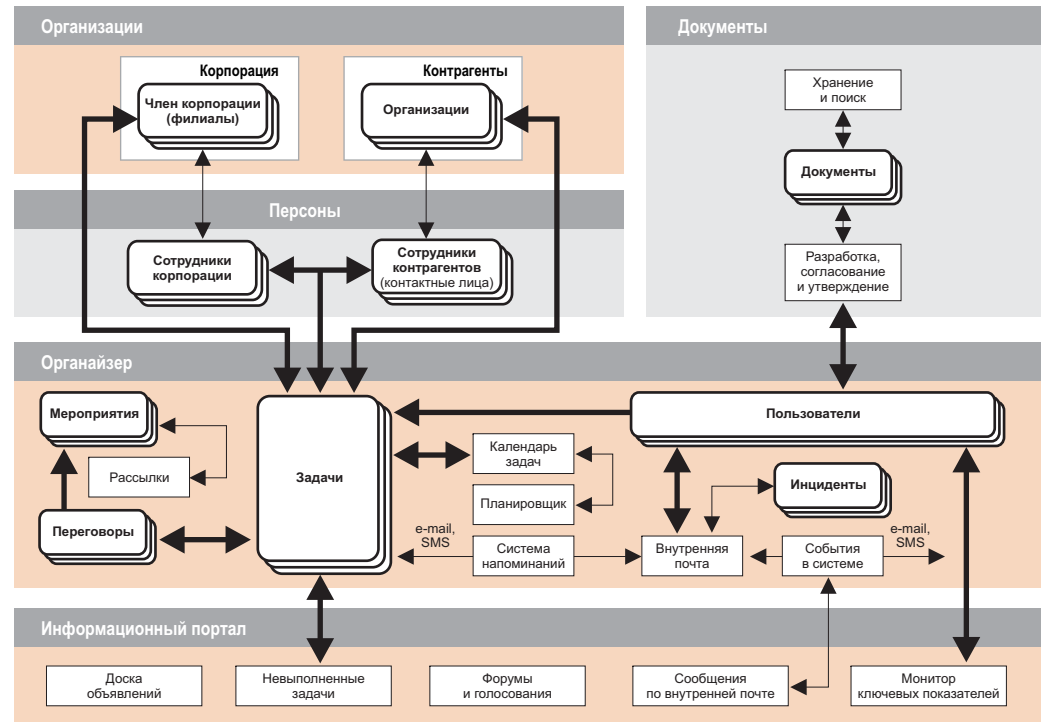 Организации
Корпорация
Член корпорации
(филиалы)
Контрагенты
Организации
Документы
Хранение
и поиск
Документы
Разработка,
согласование
и утверждение
Персоны
Сотрудники
корпорации
Сотрудники
контрагентов
(контактные лица)
Органайзер
Мероприятия
Рассылки
Переговоры
Задачи
Пользователи
Календарь
задач
Планировщик
Инциденты
e-mail,
SMS
Система
напоминаний
Внутренняя
почта
События
в системе
e-mail,
SMS
Информационный портал
Доска
объявлений
Невыполненные
задачи
Форумы
и голосования
Сообщения
по внутренней почте
Монитор
ключевых показателей